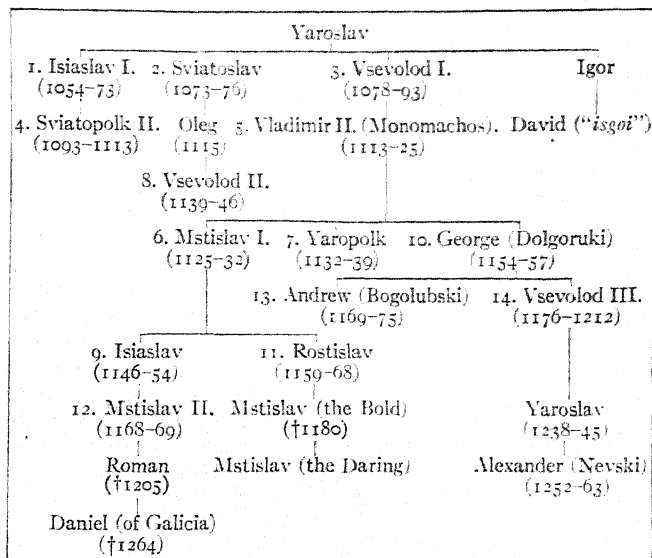 Yaroslav
1. Isiaslav I. 2. Sviatoslav 3. Vsevolod I. Igor
(1054–73) (1073–76) (1078–93)
4. Sviatopolk II. Oleg 5. Vladimir II. (Monomachos). David ("isgoi")
(1093–1113) (1115) (1113–25)
8. Vsevolod II.
(1139–46)
6. Mstislav I. 7. Yaropolk 10. George (Dolgoruki)
(1125–32) (1132–39) (1154–57)
13. Andrew (Bogolubski) 14. Vsevolod III.
(1169–75) (1176–1212)
9. Isiaslav 11. Rostislav
(1146–54) (1159–68)
12. Mstislav II. Mstislav (the Bold) Yaroslav
(1168–69) (†1180) (1238–45)
Roman Mstislav (the Daring) Alexander (Nevski)
(†1205) (1252–63)
Daniel (of Galicia)
(†1264)